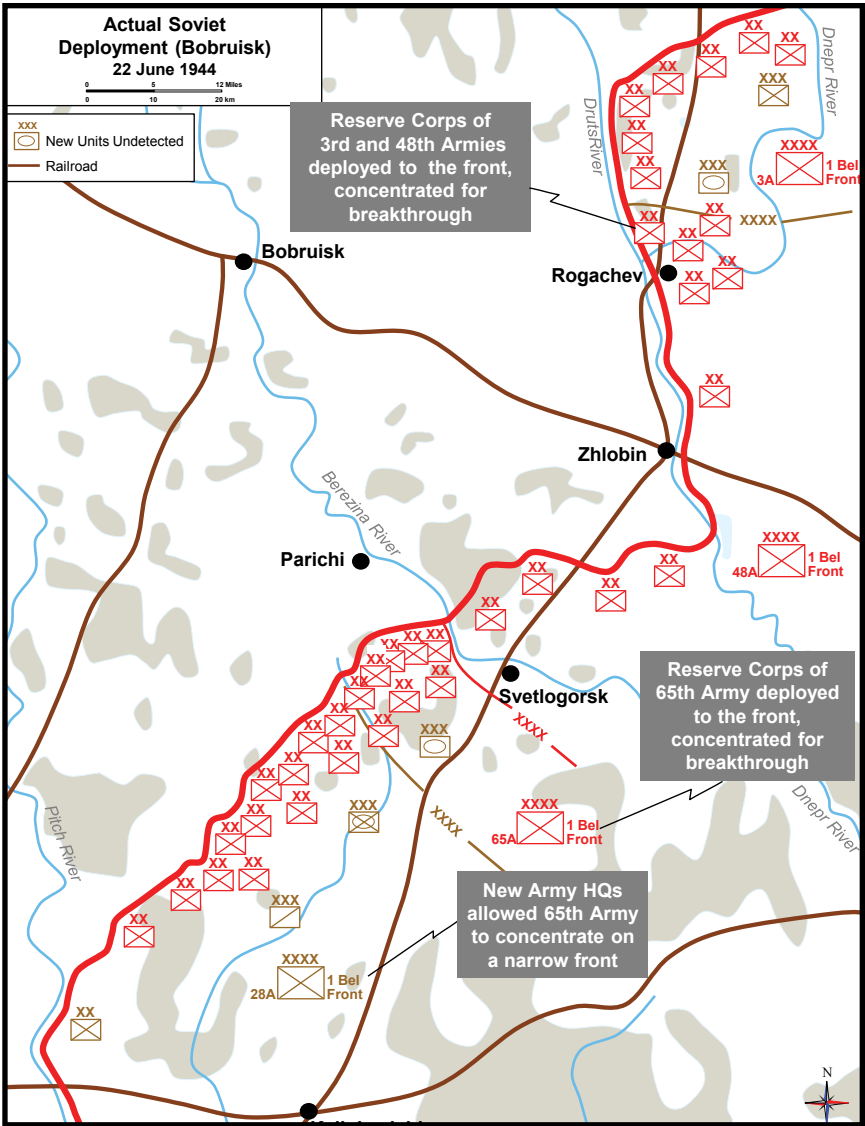 Actual Soviet
Deployment (Bobruisk)
22 June 1944
0 5 12 Miles
0 10 20 km
XXX
New Units Undetected
Railroad
Reserve Corps of
3rd and 48th Armies
deployed to the front,
concentrated for
breakthrough
DrutsRiver
Dnepr River
XX
XX
XX
XX
XX
XX
XX
XXX
XXXX
3A
1 Bel
Front
XXX
XXXX
XX
XX
XX
XX
XX
XX
Bobruisk
Rogachev
XX
Zhlobin
Berezina River
Parichi
XXXX
48A
1 Bel
Front
XX
XX
XX
XX
Svetlogorsk
XXXX
Reserve Corps of
65th Army deployed
to the front,
concentrated for
breakthrough
Dnepr River
XX
XX
XX
XX
XX
XX
XX
XX
XX
XX
XX
XXX
XX
XX
XX
XX
XX
XXX
XX
XX
XX
XX
XX
XXXX
XXXX
65A
1 Bel
Front
Pitch River
New Army HQs
allowed 65th Army
to concentrate on
a narrow front
XXX
XXXX
28A
1 Bel
Front
XX
N